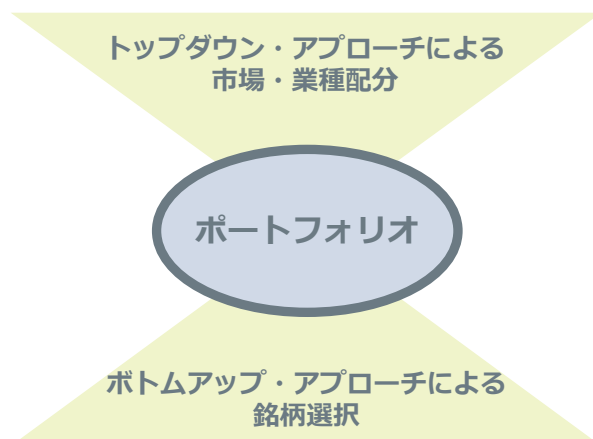 トップダウン・アプローチによる
市場・業種配分
ポートフォリオ
ボトムアップ・アプローチによる
銘柄選択